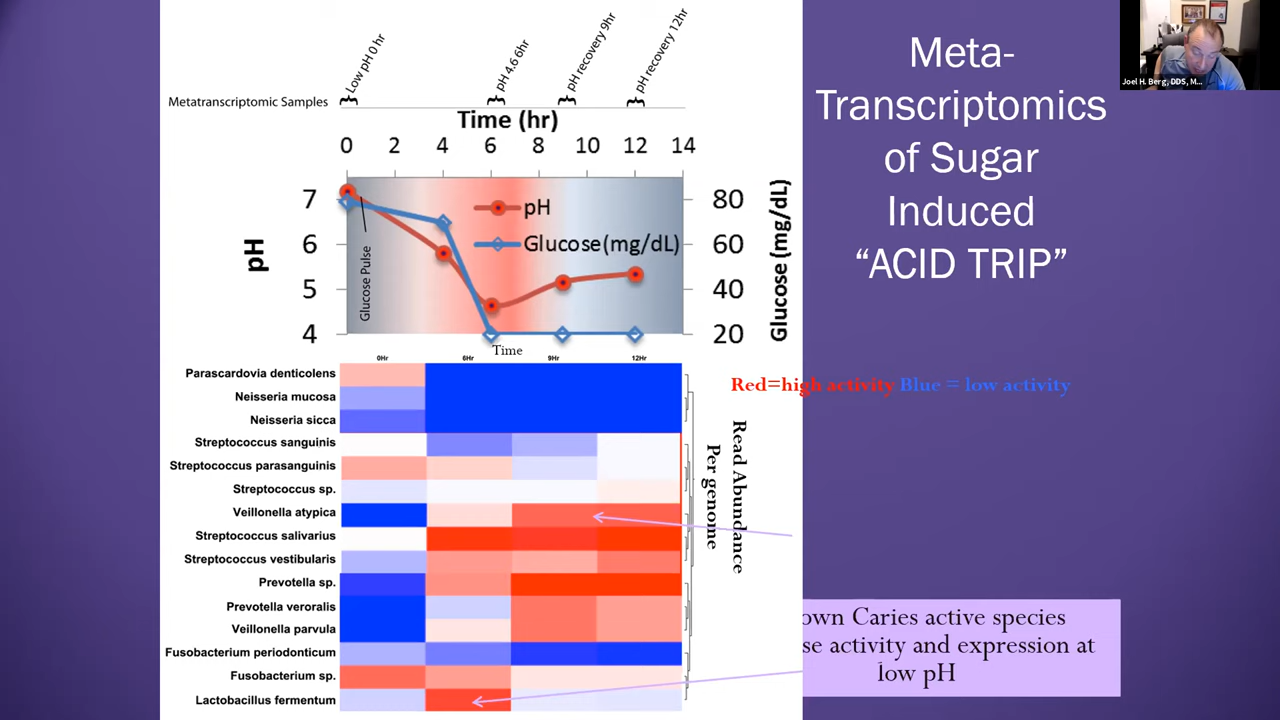 Low pH 0 hr
pH 4.6 6hr
pH recovery 9hr
pH recovery 12hr
Metatranscriptomic Samples
Time (hr)
0 2 4 6 8 10 12 14
7
6
5
4
pH
Glucose Pulse
pH
Glucose(mg/dL)
80
60
40
20
Glucose (mg/dL)
Time
0Hr 6Hr 9Hr 12Hr
Parascardovia denticolens
Neisseria mucosa
Neisseria sicca
Streptococcus sanguinis
Streptococcus parasanguinis
Streptococcus sp.
Veillonella atypica
Streptococcus salivarius
Streptococcus vestibularis
Prevotella sp.
Prevotella veroralis
Veillonella parvula
Fusobacterium periodonticum
Fusobacterium sp.
Lactobacillus fermentum
Read Abundance
Per genome
Meta-
Transcriptomics
of Sugar
Induced
“ACID TRIP”
Joel H. Berg, DDS, M...
Red=high activity Blue = low activity
own Caries active species
se activity and expression at
low pH